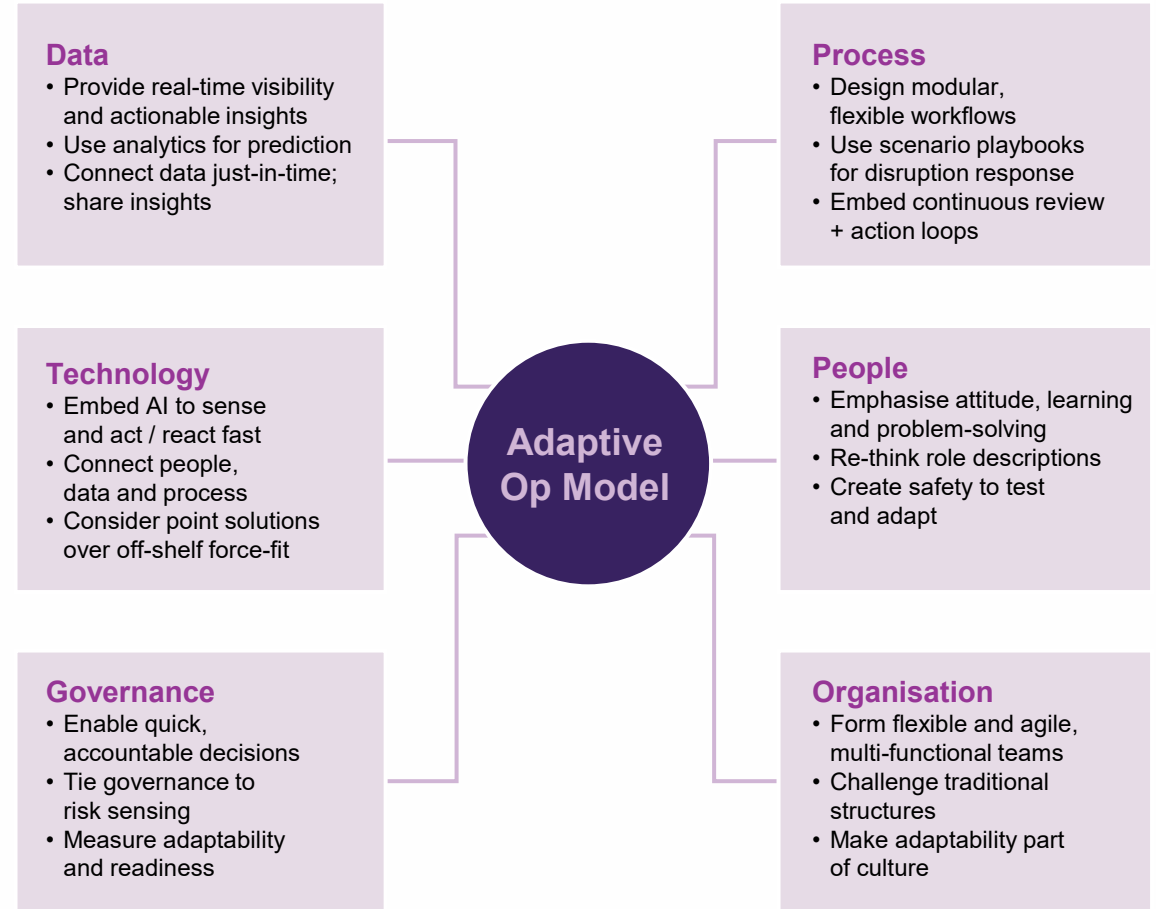 Data
• Provide real-time visibility
and actionable insights
• Use analytics for prediction
• Connect data just-in-time;
share insights
Process
• Design modular,
flexible workflows
• Use scenario playbooks
for disruption response
• Embed continuous review
+ action loops
Technology
• Embed AI to sense
and act / react fast
• Connect people,
data and process
• Consider point solutions
over off-shelf force-fit
Adaptive
Op Model
People
• Emphasise attitude, learning
and problem-solving
• Re-think role descriptions
• Create safety to test
and adapt
Governance
• Enable quick,
accountable decisions
• Tie governance to
risk sensing
• Measure adaptability
and readiness
Organisation
• Form flexible and agile,
multi-functional teams
• Challenge traditional
structures
• Make adaptability part
of culture